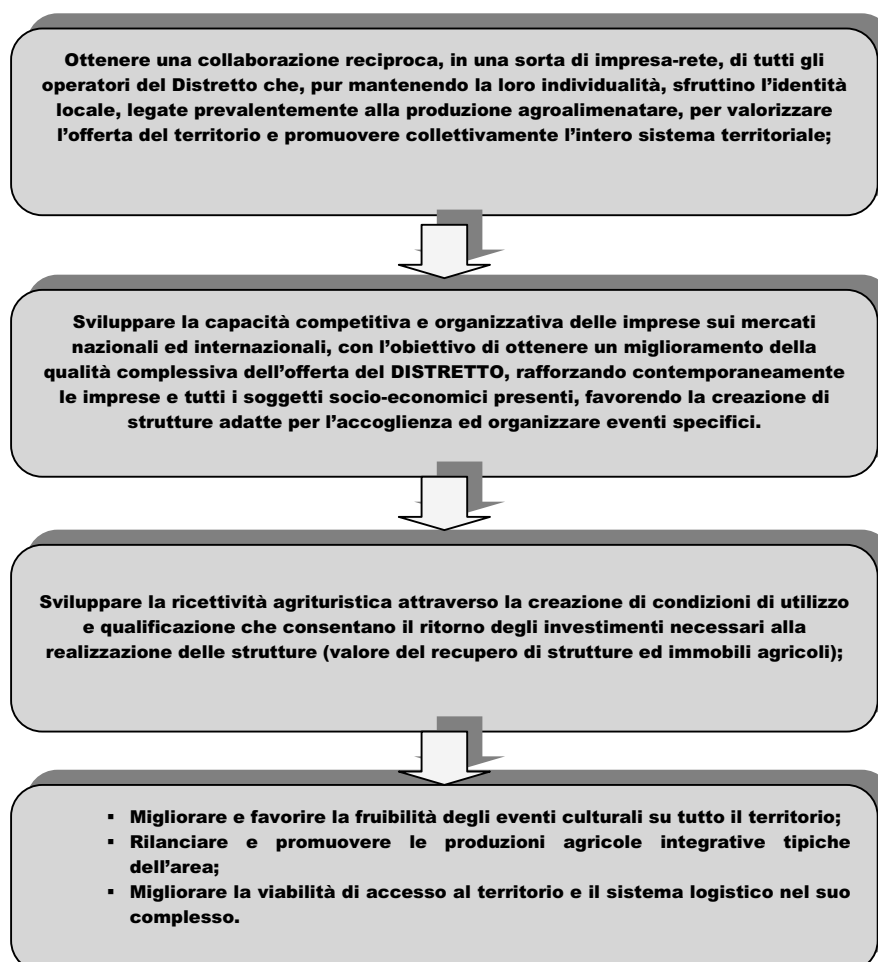 Ottenere una collaborazione reciproca, in una sorta di impresa-rete, di tutti gli
operatori del Distretto che, pur mantenendo la loro individualità, sfruttino l’identità
locale, legate prevalentemente alla produzione agroalimenatare, per valorizzare
l’offerta del territorio e promuovere collettivamente l’intero sistema territoriale;
Sviluppare la capacità competitiva e organizzativa delle imprese sui mercati
nazionali ed internazionali, con l’obiettivo di ottenere un miglioramento della
qualità complessiva dell’offerta del DISTRETTO, rafforzando contemporaneamente
le imprese e tutti i soggetti socio-economici presenti, favorendo la creazione di
strutture adatte per l’accoglienza ed organizzare eventi specifici.
Sviluppare la ricettività agrituristica attraverso la creazione di condizioni di utilizzo
e qualificazione che consentano il ritorno degli investimenti necessari alla
realizzazione delle strutture (valore del recupero di strutture ed immobili agricoli);
▪ Migliorare e favorire la fruibilità degli eventi culturali su tutto il territorio;
▪ Rilanciare e promuovere le produzioni agricole integrative tipiche
dell’area;
▪ Migliorare la viabilità di accesso al territorio e il sistema logistico nel suo
complesso.